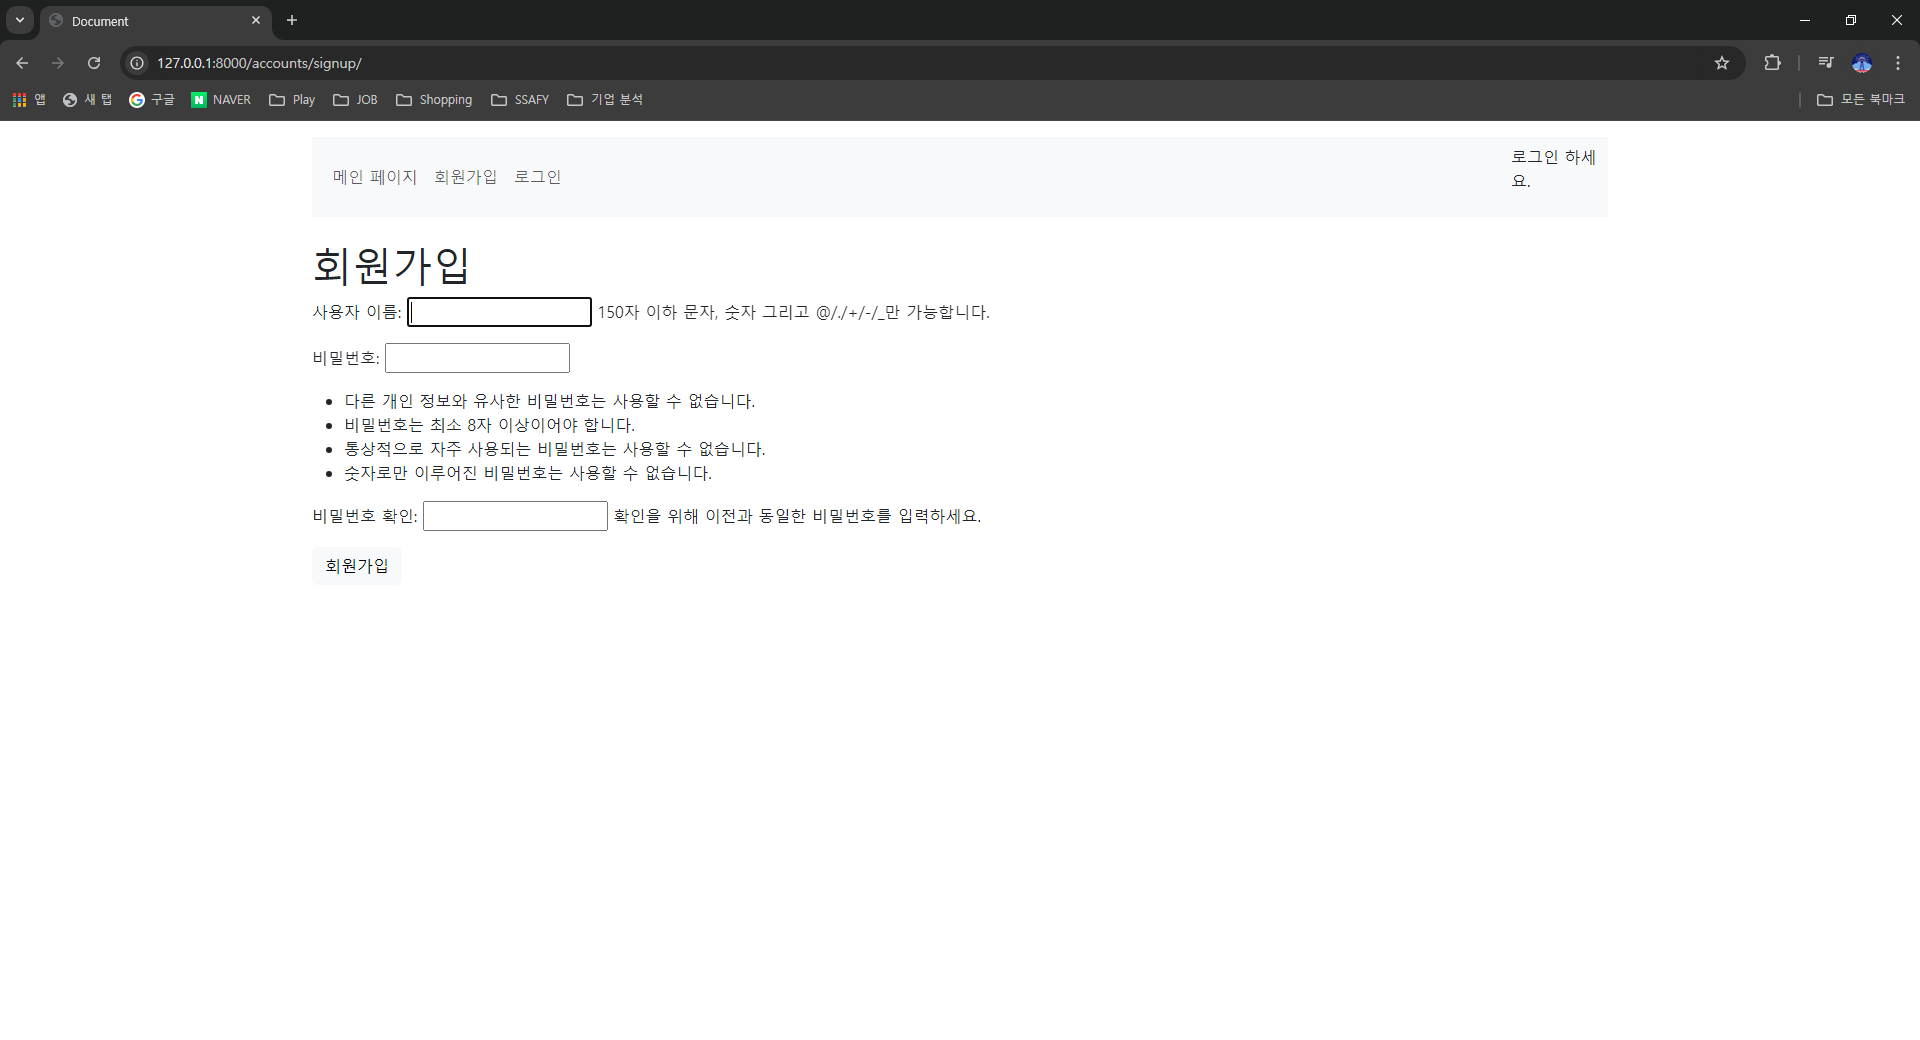 Document
127.0.0.1:8000/accounts/signup/
앱 새 탭 구글 NAVER Play JOB Shopping SSAFY 기업 분석 모든 북마크
메인 페이지 회원가입 로그인
로그인 하세
요.
회원가입
사용자 이름: 150자 이하 문자, 숫자 그리고 @/./+/-/_만 가능합니다.
비밀번호:
다른 개인 정보와 유사한 비밀번호는 사용할 수 없습니다.
비밀번호는 최소 8자 이상이어야 합니다.
통상적으로 자주 사용되는 비밀번호는 사용할 수 없습니다.
숫자로만 이루어진 비밀번호는 사용할 수 없습니다.
비밀번호 확인: 확인을 위해 이전과 동일한 비밀번호를 입력하세요.
회원가입